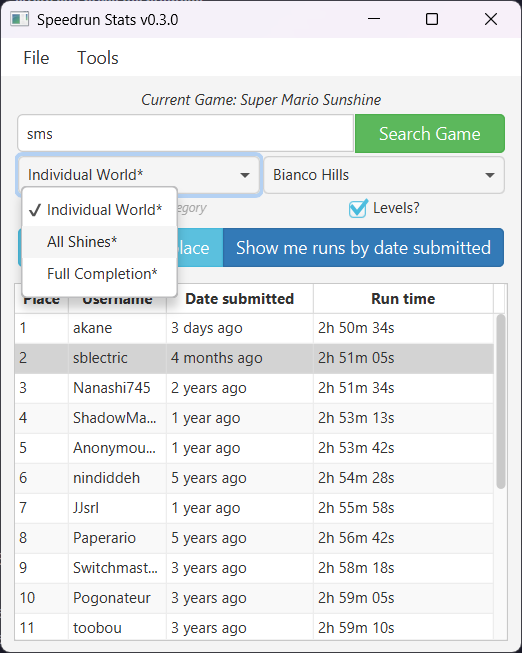 Speedrun Stats v0.3.0
File Tools
Current Game: Super Mario Sunshine
sms Search Game
Individual World* Bianco Hills
✓ Individual World* tegory Levels?
All Shines* lace Show me runs by date submitted
Full Completion*
Place Username Date submitted Run time
1 akane 3 days ago 2h 50m 34s
2 sblectric 4 months ago 2h 51m 05s
3 Nanashi745 2 years ago 2h 51m 34s
4 ShadowMa... 1 year ago 2h 53m 13s
5 Anonymou... 1 year ago 2h 53m 42s
6 nindiddeh 5 years ago 2h 54m 28s
7 JJsrl 1 year ago 2h 55m 58s
8 Paperario 5 years ago 2h 56m 42s
9 Switchmast... 3 years ago 2h 58m 18s
10 Pogonateur 3 years ago 2h 59m 05s
11 toobou 3 years ago 2h 59m 10s